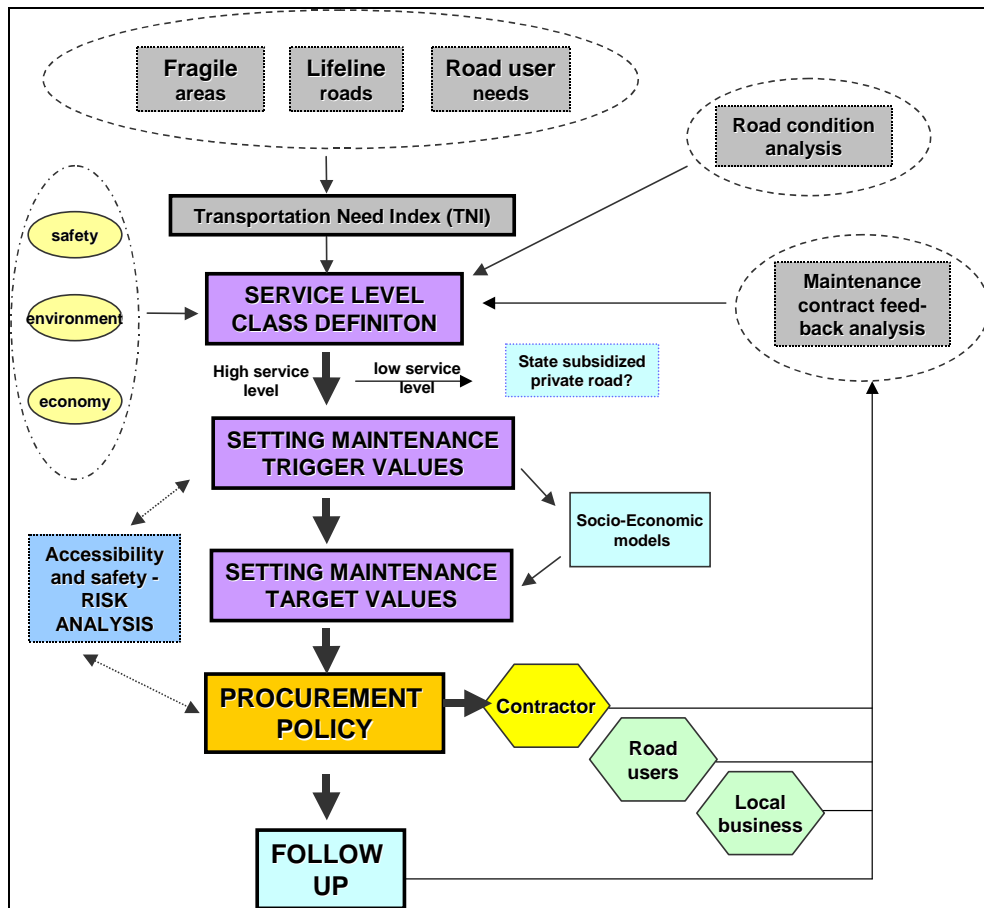 Fragile
areas
Lifeline
roads
Road user
needs
Road condition
analysis
Transportation Need Index (TNI)
safety
environment
economy
SERVICE LEVEL
CLASS DEFINITON
Maintenance
contract feed-
back analysis
High service
level
low service
level
State subsidized
private road?
SETTING MAINTENANCE
TRIGGER VALUES
Socio-Economic
models
Accessibility
and safety -
RISK
ANALYSIS
SETTING MAINTENANCE
TARGET VALUES
PROCUREMENT
POLICY
Contractor
Road
users
Local
business
FOLLOW
UP